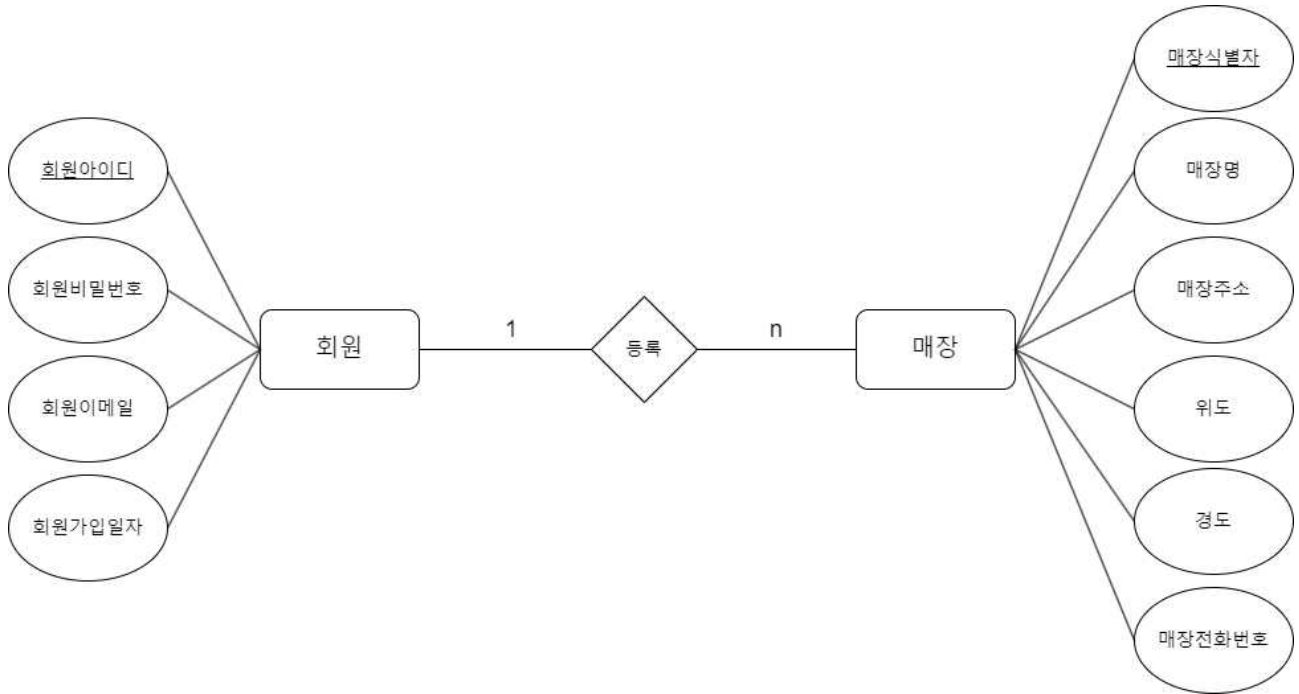 회원아이디
회원비밀번호
회원이메일
회원가입일자
회원
1
등록
n
매장
매장식별자
매장명
매장주소
위도
경도
매장전화번호